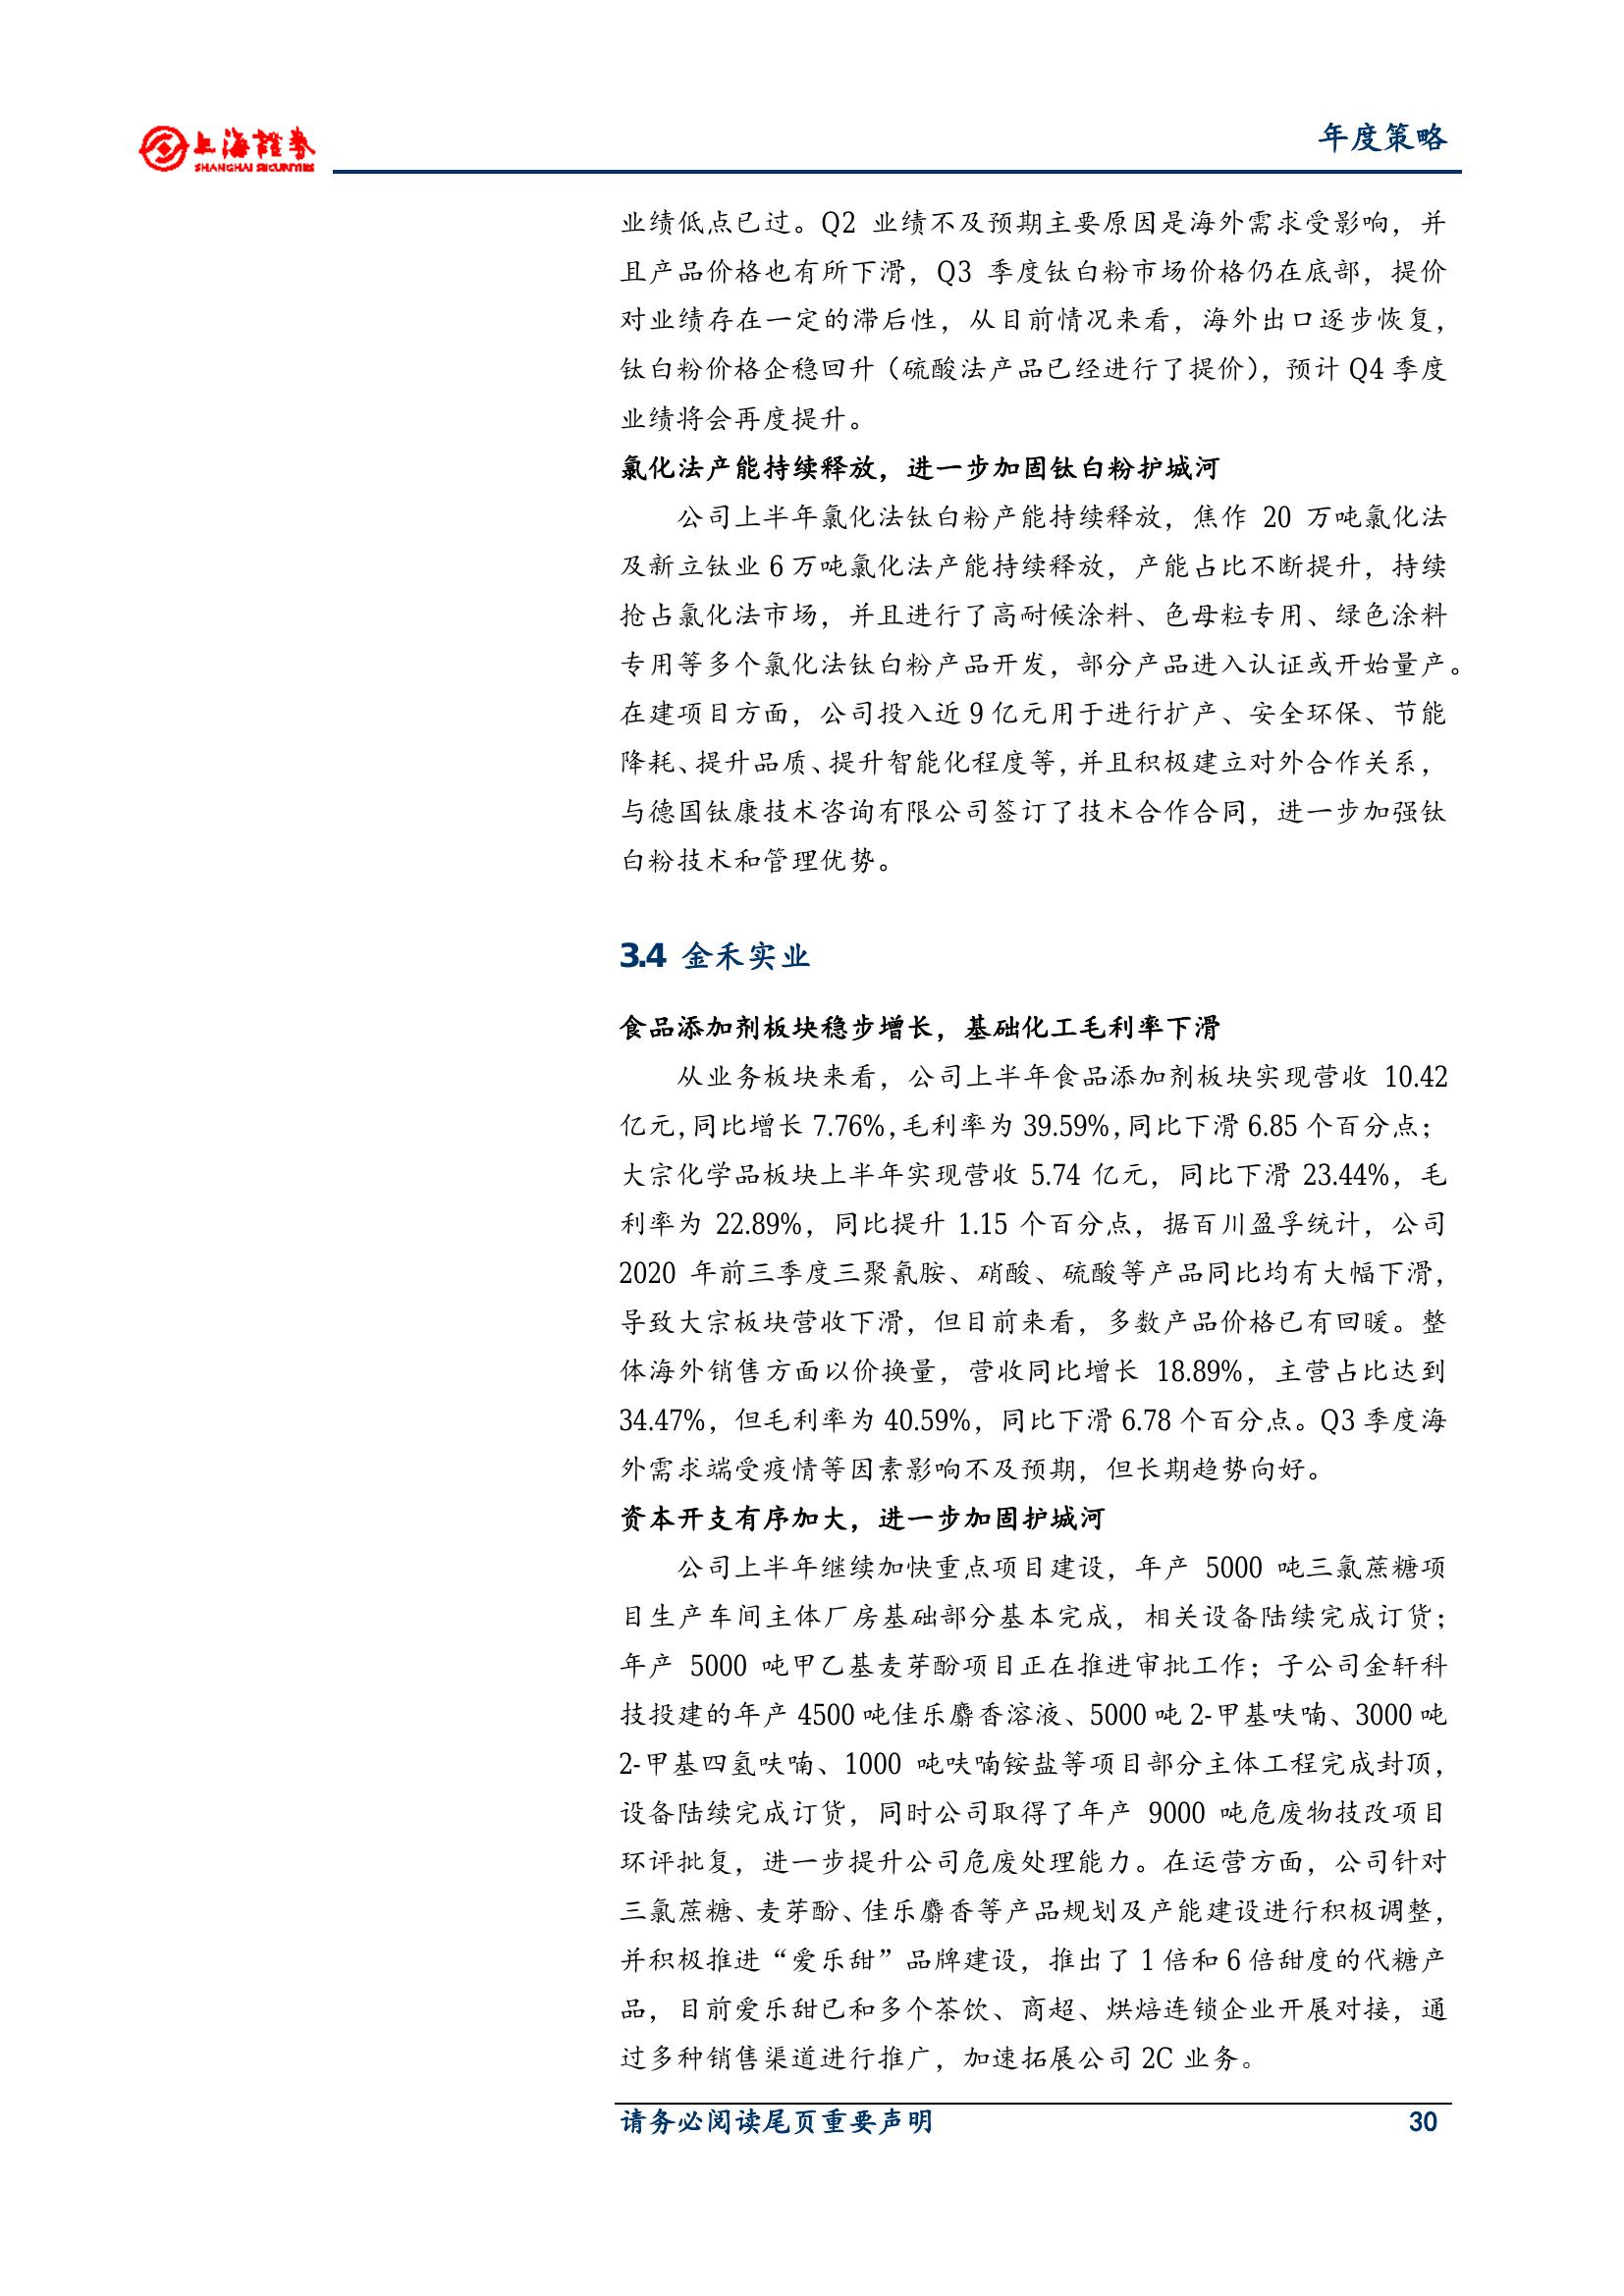 上海證券
SHANGHAI SECURITIES
年度策略
业绩低点已过。Q2 业绩不及预期主要原因是海外需求受影响，并
且产品价格也有所下滑，Q3 季度钛白粉市场价格仍在底部，提价
对业绩存在一定的滞后性，从目前情况来看，海外出口逐步恢复，
钛白粉价格企稳回升（硫酸法产品已经进行了提价），预计 Q4 季度
业绩将会再度提升。
氯化法产能持续释放，进一步加固钛白粉护城河
公司上半年氯化法钛白粉产能持续释放，焦作 20 万吨氯化法
及新立钛业 6 万吨氯化法产能持续释放，产能占比不断提升，持续
抢占氯化法市场，并且进行了高耐候涂料、色母粒专用、绿色涂料
专用等多个氯化法钛白粉产品开发，部分产品进入认证或开始量产。
在建项目方面，公司投入近 9 亿元用于进行扩产、安全环保、节能
降耗、提升品质、提升智能化程度等，并且积极建立对外合作关系，
与德国钛康技术咨询有限公司签订了技术合作合同，进一步加强钛
白粉技术和管理优势。
3.4 金禾实业
食品添加剂板块稳步增长，基础化工毛利率下滑
从业务板块来看，公司上半年食品添加剂板块实现营收 10.42
亿元，同比增长 7.76%，毛利率为 39.59%，同比下滑 6.85 个百分点；
大宗化学品板块上半年实现营收 5.74 亿元，同比下滑 23.44%，毛
利率为 22.89%，同比提升 1.15 个百分点，据百川盈孚统计，公司
2020 年前三季度三聚氰胺、硝酸、硫酸等产品同比均有大幅下滑，
导致大宗板块营收下滑，但目前来看，多数产品价格已有回暖。整
体海外销售方面以价换量，营收同比增长 18.89%，主营占比达到
34.47%，但毛利率为 40.59%，同比下滑 6.78 个百分点。Q3 季度海
外需求端受疫情等因素影响不及预期，但长期趋势向好。
资本开支有序加大，进一步加固护城河
公司上半年继续加快重点项目建设，年产 5000 吨三氯蔗糖项
目生产车间主体厂房基础部分基本完成，相关设备陆续完成订货；
年产 5000 吨甲乙基麦芽酚项目正在推进审批工作；子公司金轩科
技投建的年产 4500 吨佳乐麝香溶液、5000 吨 2-甲基呋喃、3000 吨
2-甲基四氢呋喃、1000 吨呋喃铵盐等项目部分主体工程完成封顶，
设备陆续完成订货，同时公司取得了年产 9000 吨危废物技改项目
环评批复，进一步提升公司危废处理能力。在运营方面，公司针对
三氯蔗糖、麦芽酚、佳乐麝香等产品规划及产能建设进行积极调整，
并积极推进“爱乐甜”品牌建设，推出了 1 倍和 6 倍甜度的代糖产
品，目前爱乐甜已和多个茶饮、商超、烘焙连锁企业开展对接，通
过多种销售渠道进行推广，加速拓展公司 2C 业务。
请务必阅读尾页重要声明 30